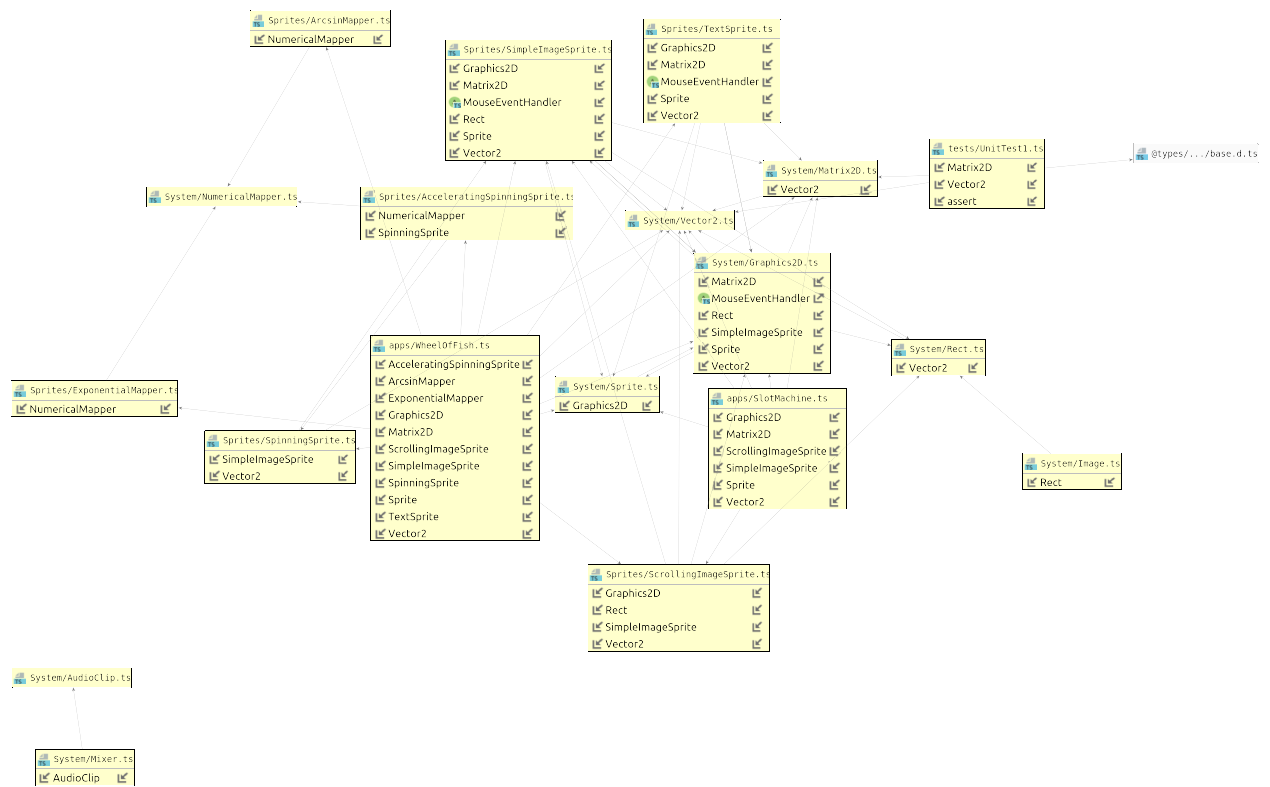 Sprites/ArcsinMapper.ts
NumericalMapper
Sprites/SimpleImageSprite.ts
Graphics2D
Matrix2D
MouseEventHandler
Rect
Sprite
Vector2
Sprites/TextSprite.ts
Graphics2D
Matrix2D
MouseEventHandler
Sprite
Vector2
tests/UnitTest1.ts
Matrix2D
Vector2
assert
@types/.../base.d.ts
System/Matrix2D.ts
Vector2
System/NumericalMapper.ts
Sprites/AcceleratingSpinningSprite.ts
NumericalMapper
SpinningSprite
System/Vector2.ts
System/Graphics2D.ts
Matrix2D
MouseEventHandler
Rect
SimpleImageSprite
Sprite
Vector2
apps/WheelOfFish.ts
AcceleratingSpinningSprite
ArcsinMapper
ExponentialMapper
Graphics2D
Matrix2D
ScrollingImageSprite
SimpleImageSprite
SpinningSprite
Sprite
TextSprite
Vector2
System/Rect.ts
Vector2
Sprites/ExponentialMapper.ts
NumericalMapper
System/Sprite.ts
Graphics2D
apps/SlotMachine.ts
Graphics2D
Matrix2D
ScrollingImageSprite
SimpleImageSprite
Sprite
Vector2
Sprites/SpinningSprite.ts
SimpleImageSprite
Vector2
System/Image.ts
Rect
Sprites/ScrollingImageSprite.ts
Graphics2D
Rect
SimpleImageSprite
Vector2
System/AudioClip.ts
System/Mixer.ts
AudioClip